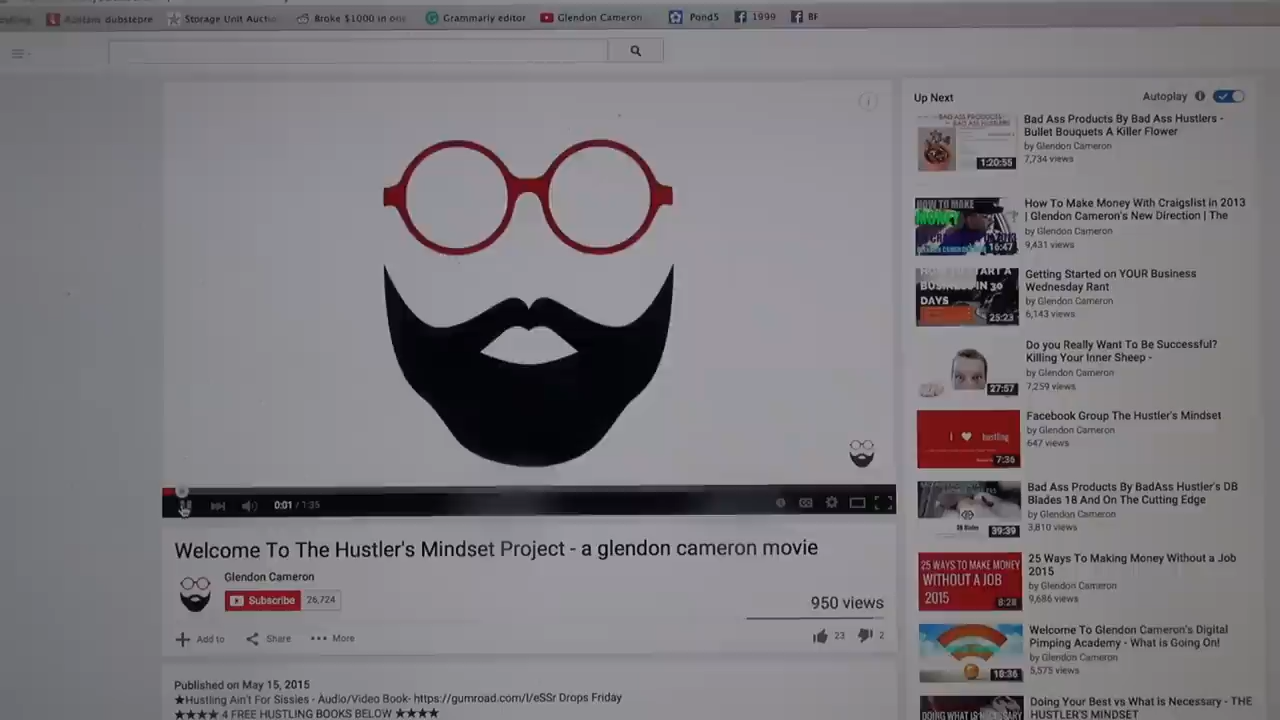 Storage Unit Auctio
Broke $1000 in one
Grammarly editor
Glendon Cameron
Pond5
1999
BF
Up Next
Autoplay
Bad Ass Products By Bad Ass Hustlers -
Bullet Bouquets A Killer Flower
by Glendon Cameron
7,734 views
1:20:55
HOW TO MAKE
MONEY
16:47
How To Make Money With Craigslist in 2013
| Glendon Cameron's New Direction | The
by Glendon Cameron
9,431 views
BUSINESS IN 30
DAYS
25:23
Getting Started on YOUR Business
Wednesday Rant
by Glendon Cameron
6,143 views
27:57
Do you Really Want To Be Successful?
Killing Your Inner Sheep -
by Glendon Cameron
7,259 views
I hustling
7:36
Facebook Group The Hustler's Mindset
by Glendon Cameron
647 views
39:39
Bad Ass Products By BadAss Hustler's DB
Blades 18 And On The Cutting Edge
by Glendon Cameron
3,810 views
25 WAYS TO MAKE MONEY
WITHOUT A JOB
2015
8:28
25 Ways To Making Money Without a Job
2015
by Glendon Cameron
9,686 views
10:36
Welcome To Glendon Cameron's Digital
Pimping Academy - What is Going On!
by Glendon Cameron
5,575 views
Doing Your Best vs What is Necessary - THE
HUSTLER'S MINDSET
0:01 / 1:35
Welcome To The Hustler's Mindset Project - a glendon cameron movie
Glendon Cameron
Subscribe 26,724
950 views
Add to Share More
23 2
Published on May 15, 2015
★Hustling Ain't For Sissies - Audio/Video Book- https://gumroad.com/l/eSSr Drops Friday
★★★★ 4 FREE HUSTLING BOOKS BELOW ★★★★